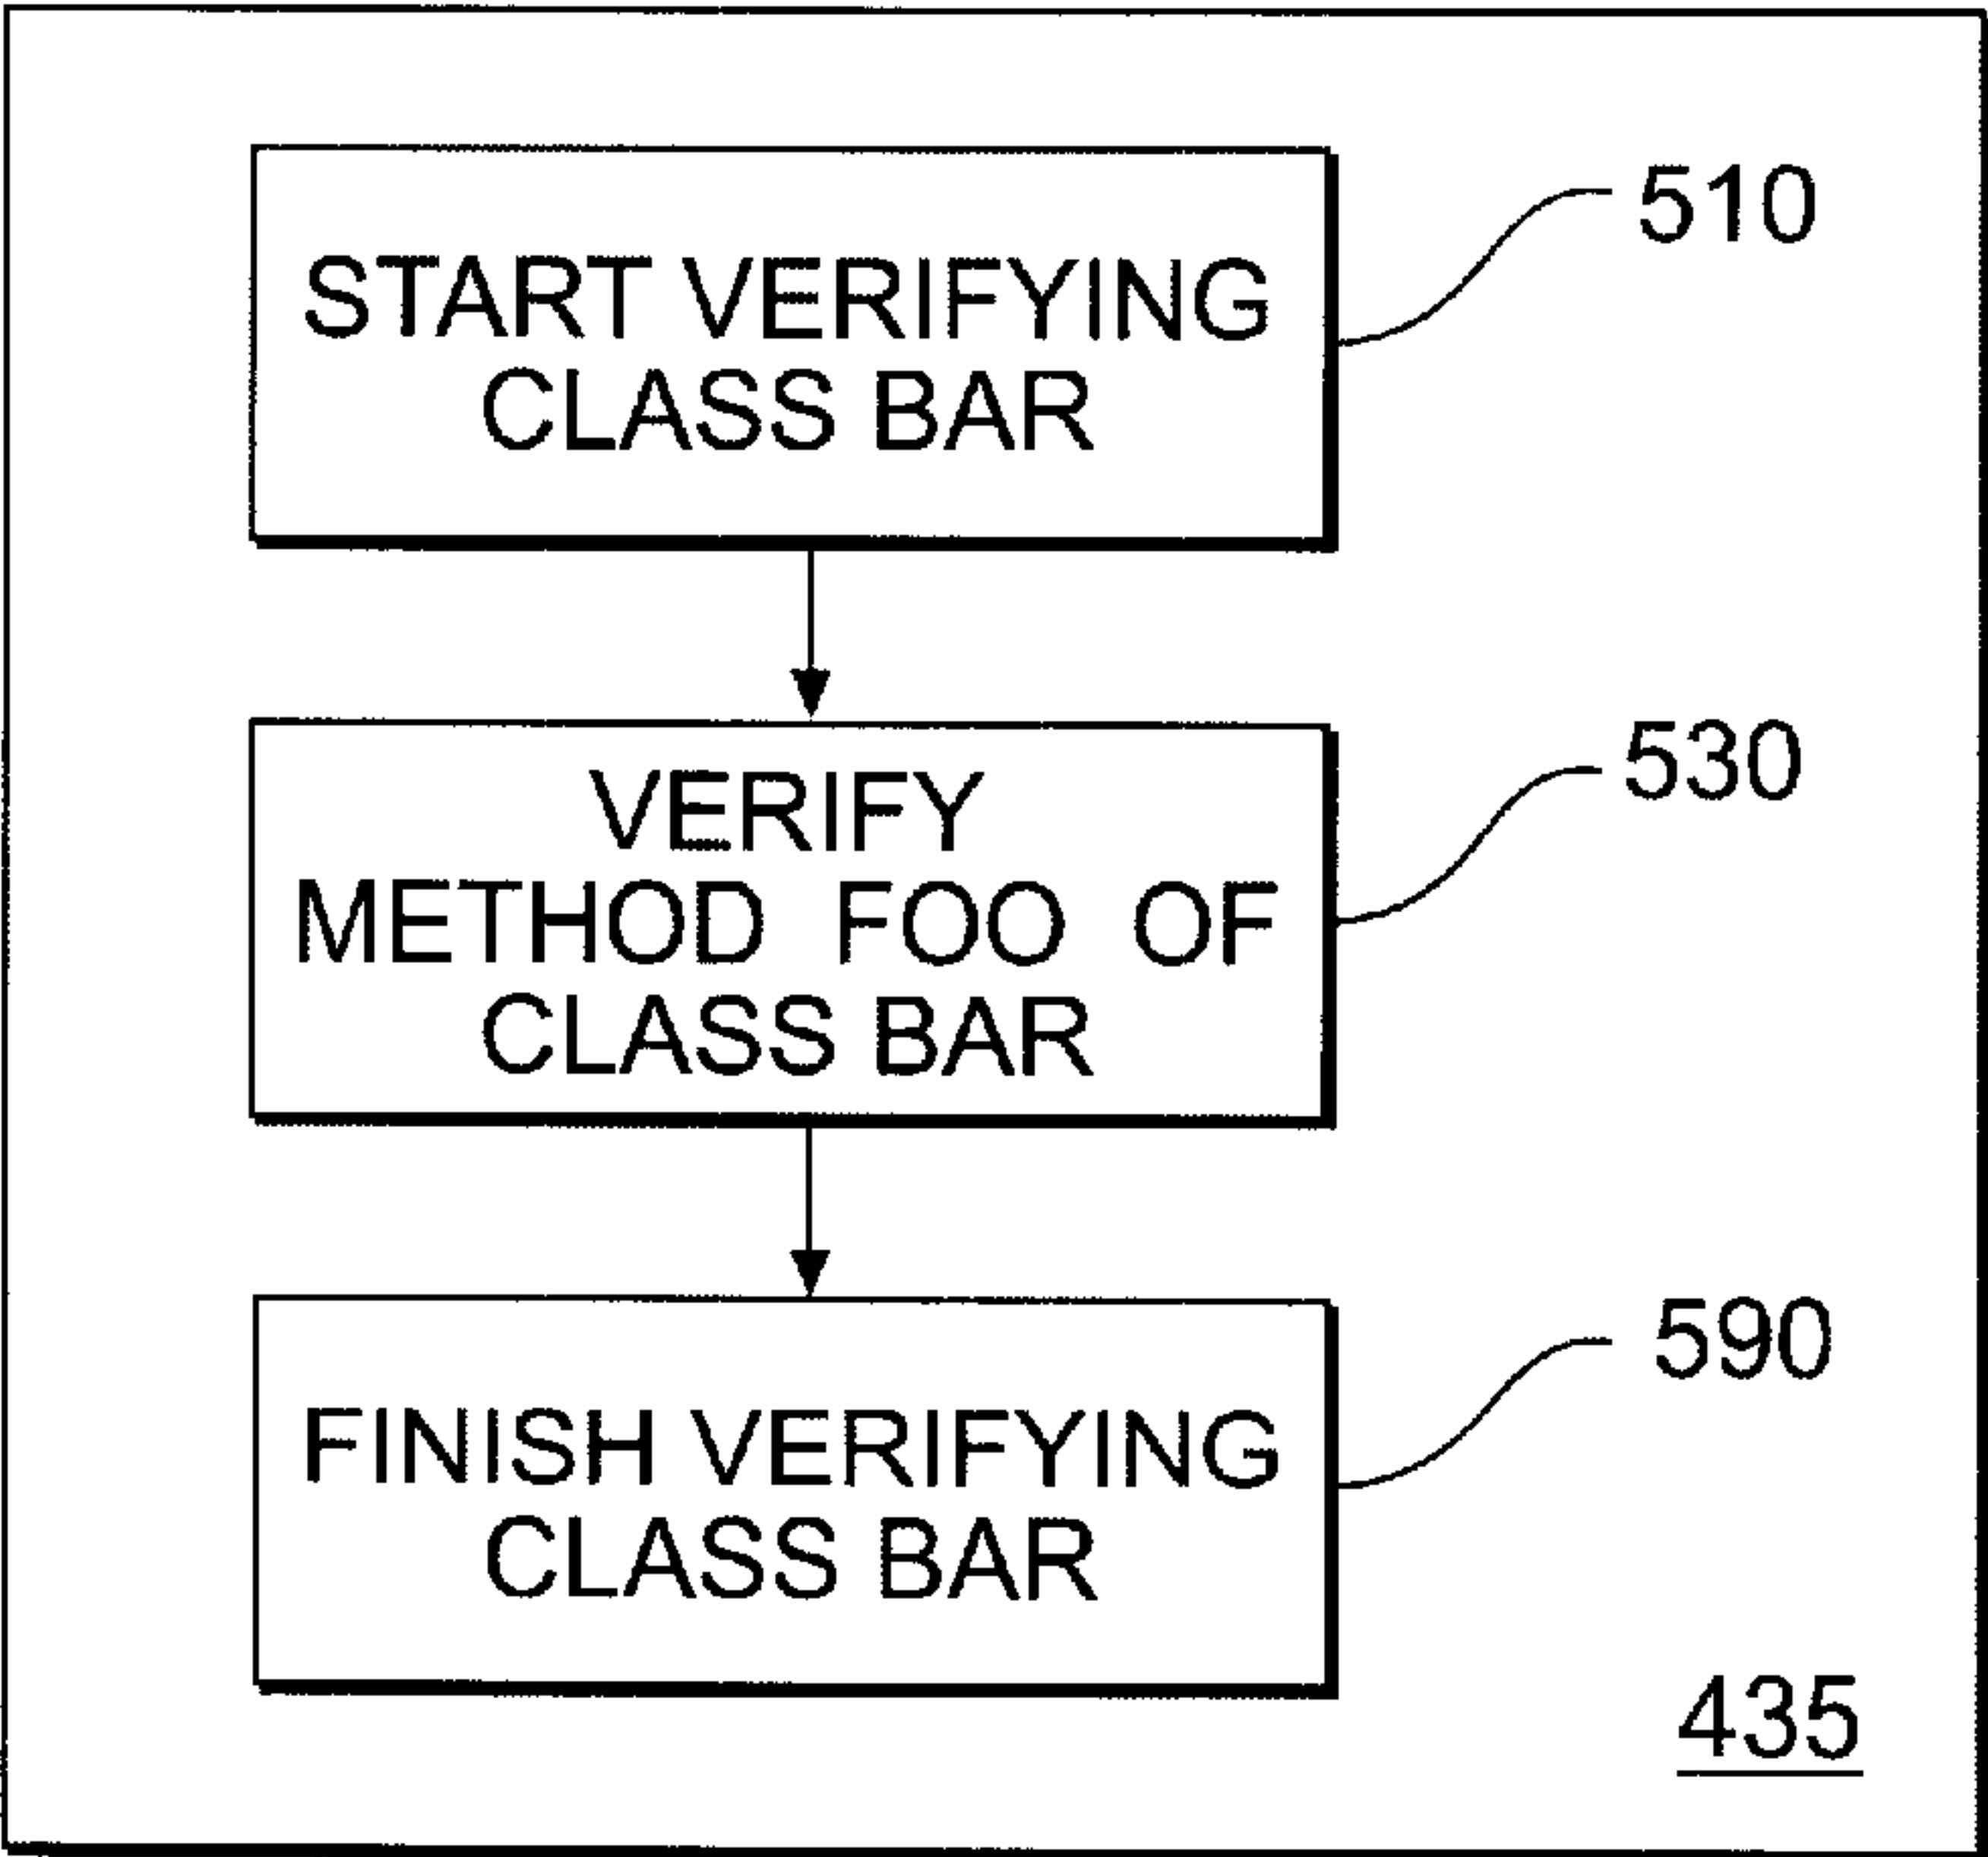 START VERIFYING
CLASS BAR
510
VERIFY
METHOD FOO OF
CLASS BAR
530
FINISH VERIFYING
CLASS BAR
590
435